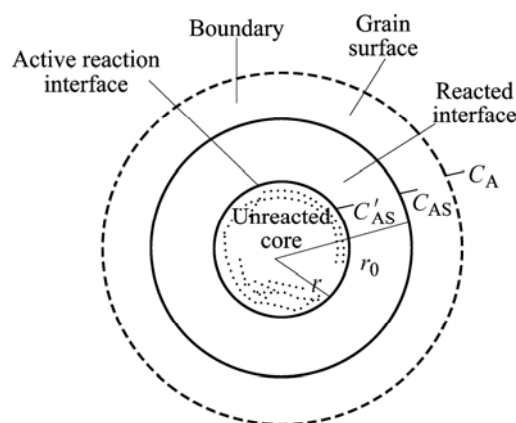 Boundary
Grain
surface
Active reaction
interface
Reacted
interface
C_A
C_AS
C'_AS
Unreacted
core
r_0
r